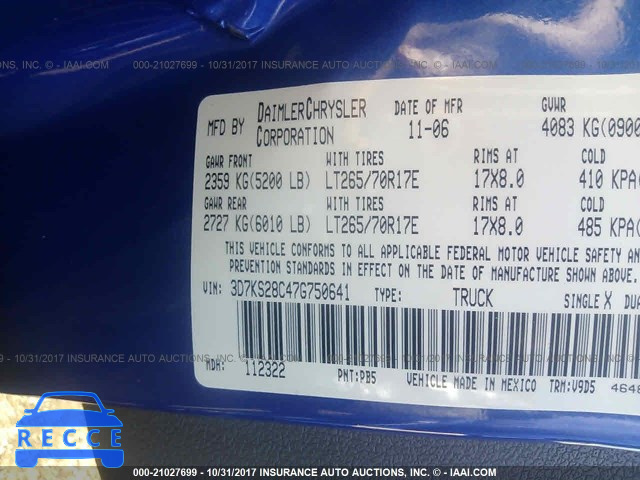 000-21027699 - 10/31/2017 INSURANCE AUTO AUCTIONS, INC. - © - IAAI.COM
DAIMLERCHRYSLER
MFD BY CORPORATION
DATE OF MFR
11-06
GVWR
4083 KG(0900
GAWR FRONT WITH TIRES RIMS AT COLD
2359 KG(5200 LB) LT265/70R17E 17X8.0 410 KPA(
GAWR REAR WITH TIRES RIMS AT COLD
2727 KG(6010 LB) LT265/70R17E 17X8.0 485 KPA(
THIS VEHICLE CONFORMS TO ALL APPLICABLE FEDERAL MOTOR VEHICLE SAFETY AN
PREVENTION STANDARDS IN EFFECT ON THE DATE OF MANUFACTURE SHOWN ABOVE.
VIN: 3D7KS28C47G750641 TYPE: TRUCK SINGLE X DU
MDH: 112322 PNT:PB5 VEHICLE MADE IN MEXICO TRM:V9D5 464
RECCE
000-21027699 - 10/31/2017 INSURANCE AUTO AUCTIONS, INC. - © - IAAI.COM